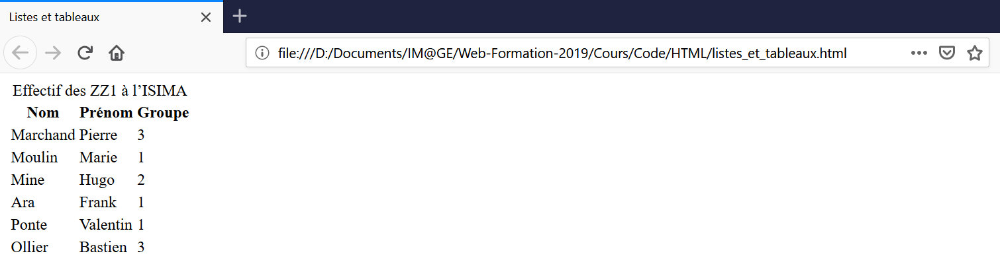 Listes et tableaux
file:///D:/Documents/IM@GE/Web-Formation-2019/Cours/Code/HTML/listes_et_tableaux.html
Effectif des ZZ1 à l’ISIMA
Nom Prénom Groupe
Marchand Pierre 3
Moulin Marie 1
Mine Hugo 2
Ara Frank 1
Ponte Valentin 1
Ollier Bastien 3